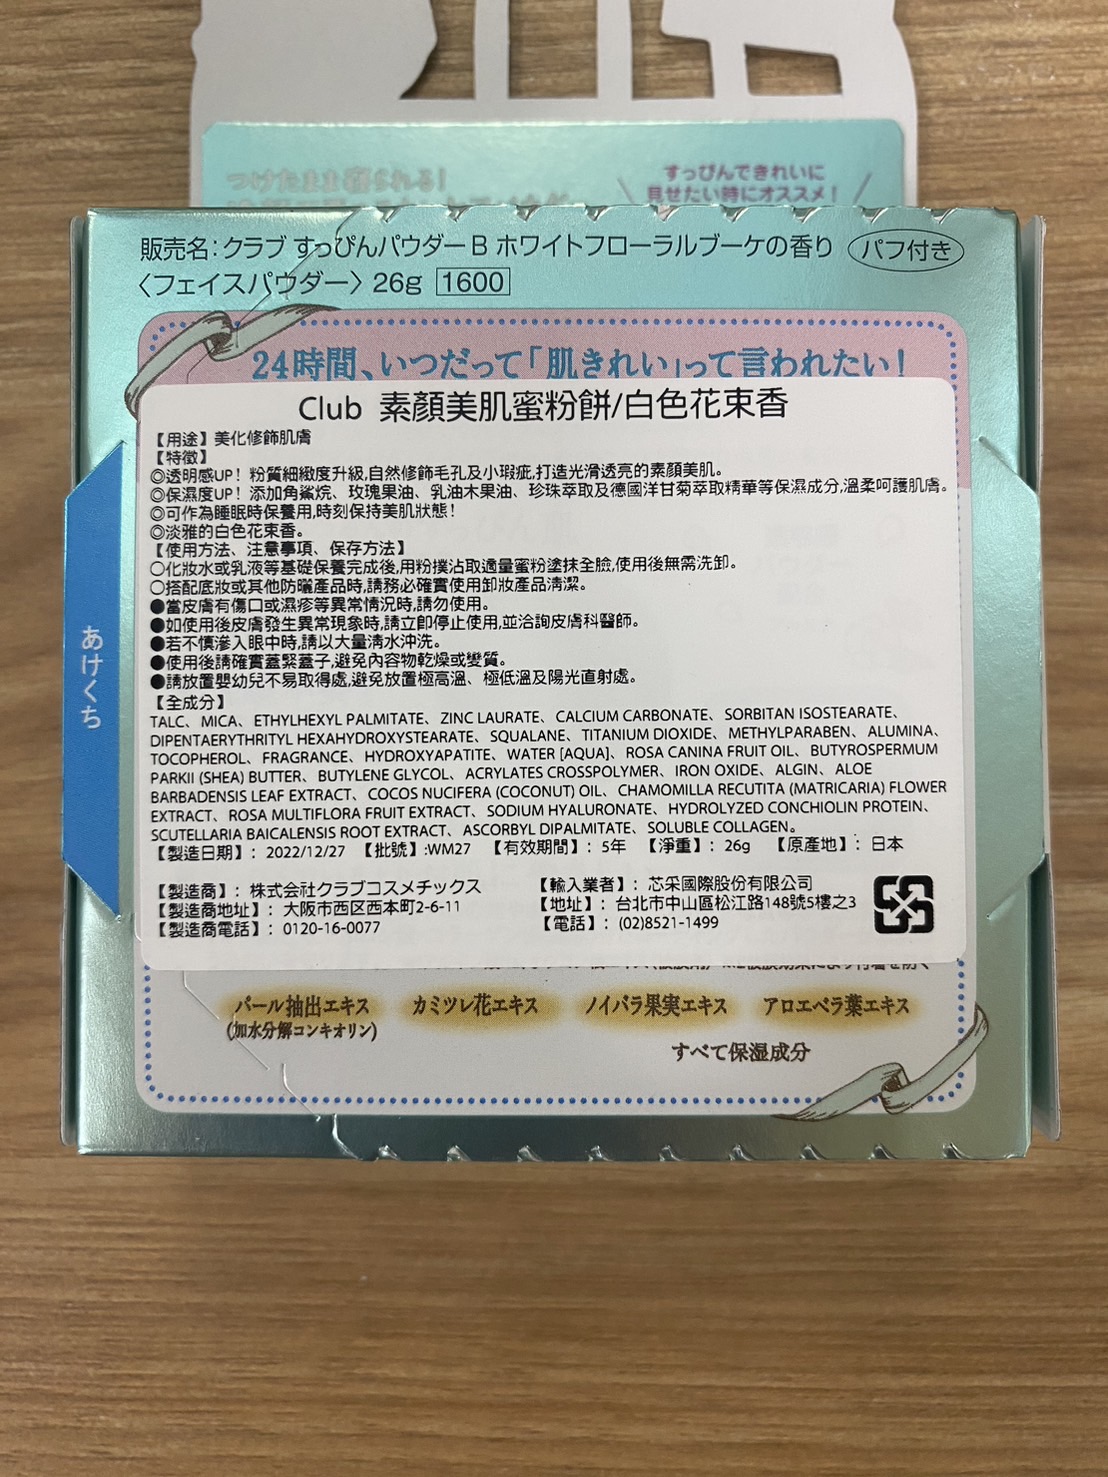 つけたまま寝られる!
すっぴんできれいに
見せたい時にオススメ!
販売名:クラブ すっぴんパウダーB ホワイトフローラルブーケの香り パフ付き
〈フェイスパウダー〉 26g 1600
24時間、いつだって「肌きれい」って言われたい!
Club 素顏美肌蜜粉餅/白色花束香
【用途】美化修飾肌膚
【特徵】
◎透明感UP! 粉質細緻度升級,自然修飾毛孔及小瑕疵,打造光滑透亮的素顏美肌。
◎保濕度UP! 添加角鯊烷、玫瑰果油、乳油木果油、珍珠萃取及德國洋甘菊萃取精華等保濕成分,溫柔呵護肌膚。
◎可作為睡眠時保養用,時刻保持美肌狀態!
◎淡雅的白色花束香。
【使用方法、注意事項、保存方法】
○化妝水或乳液等基礎保養完成後,用粉撲沾取適量蜜粉塗抹全臉,使用後無需洗卸。
○搭配底妝或其他防曬產品時,請務必確實使用卸妝產品清潔。
●當皮膚有傷口或濕疹等異常情況時,請勿使用。
●如使用後皮膚發生異常現象時,請立即停止使用,並洽詢皮膚科醫師。
●若不慎滲入眼中時,請以大量清水沖洗。
●使用後請確實蓋緊蓋子,避免內容物乾燥或變質。
●請放置嬰幼兒不易取得處,避免放置極高溫、極低溫及陽光直射處。
【全成分】
TALC、MICA、ETHYLHEXYL PALMITATE、ZINC LAURATE、CALCIUM CARBONATE、SORBITAN ISOSTEARATE、
DIPENTAERYTHRITYL HEXAHYDROXYSTEARATE、SQUALANE、TITANIUM DIOXIDE、METHYLPARABEN、ALUMINA、
TOCOPHEROL、FRAGRANCE、HYDROXYAPATITE、WATER [AQUA]、ROSA CANINA FRUIT OIL、BUTYROSPERMUM
PARKII (SHEA) BUTTER、BUTYLENE GLYCOL、ACRYLATES CROSSPOLYMER、IRON OXIDE、ALGIN、ALOE
BARBADENSIS LEAF EXTRACT、COCOS NUCIFERA (COCONUT) OIL、CHAMOMILLA RECUTITA (MATRICARIA) FLOWER
EXTRACT、ROSA MULTIFLORA FRUIT EXTRACT、SODIUM HYALURONATE、HYDROLYZED CONCHIOLIN PROTEIN、
SCUTELLARIA BAICALENSIS ROOT EXTRACT、ASCORBYL DIPALMITATE、SOLUBLE COLLAGEN。
【製造日期】: 2022/12/27 【批號】:WM27 【有效期間】: 5年 【淨重】: 26g 【原產地】: 日本
【製造商】: 株式会社クラブコスメチックス
【製造商地址】: 大阪市西区西本町2-6-11
【製造商電話】: 0120-16-0077
【輸入業者】: 芯采國際股份有限公司
【地址】: 台北市中山區松江路148號5樓之3
【電話】: (02)8521-1499
あけくち
パール抽出エキス
(加水分解コンキオリン)
カミツレ花エキス
ノイバラ果実エキス
アロエベラ葉エキス
すべて保湿成分